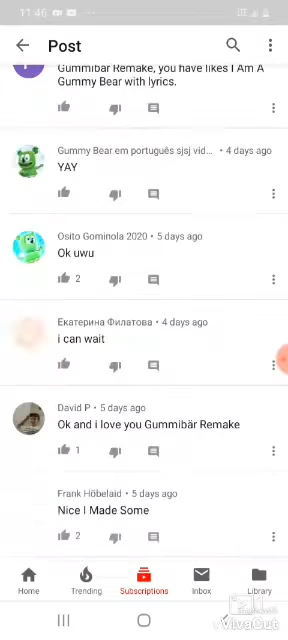 11:46
Post
Gummibär Remake, you have likes I Am A
Gummy Bear with lyrics.
Gummy Bear em português sjsj vid... • 4 days ago
YAY
Osito Gominola 2020 • 5 days ago
Ok uwu
2
Екатерина Филатова • 4 days ago
i can wait
David P • 5 days ago
Ok and i love you Gummibär Remake
1
Frank Höbelaid • 5 days ago
Nice I Made Some
2
Home
Trending
Subscriptions
Inbox
Library
VivaCut